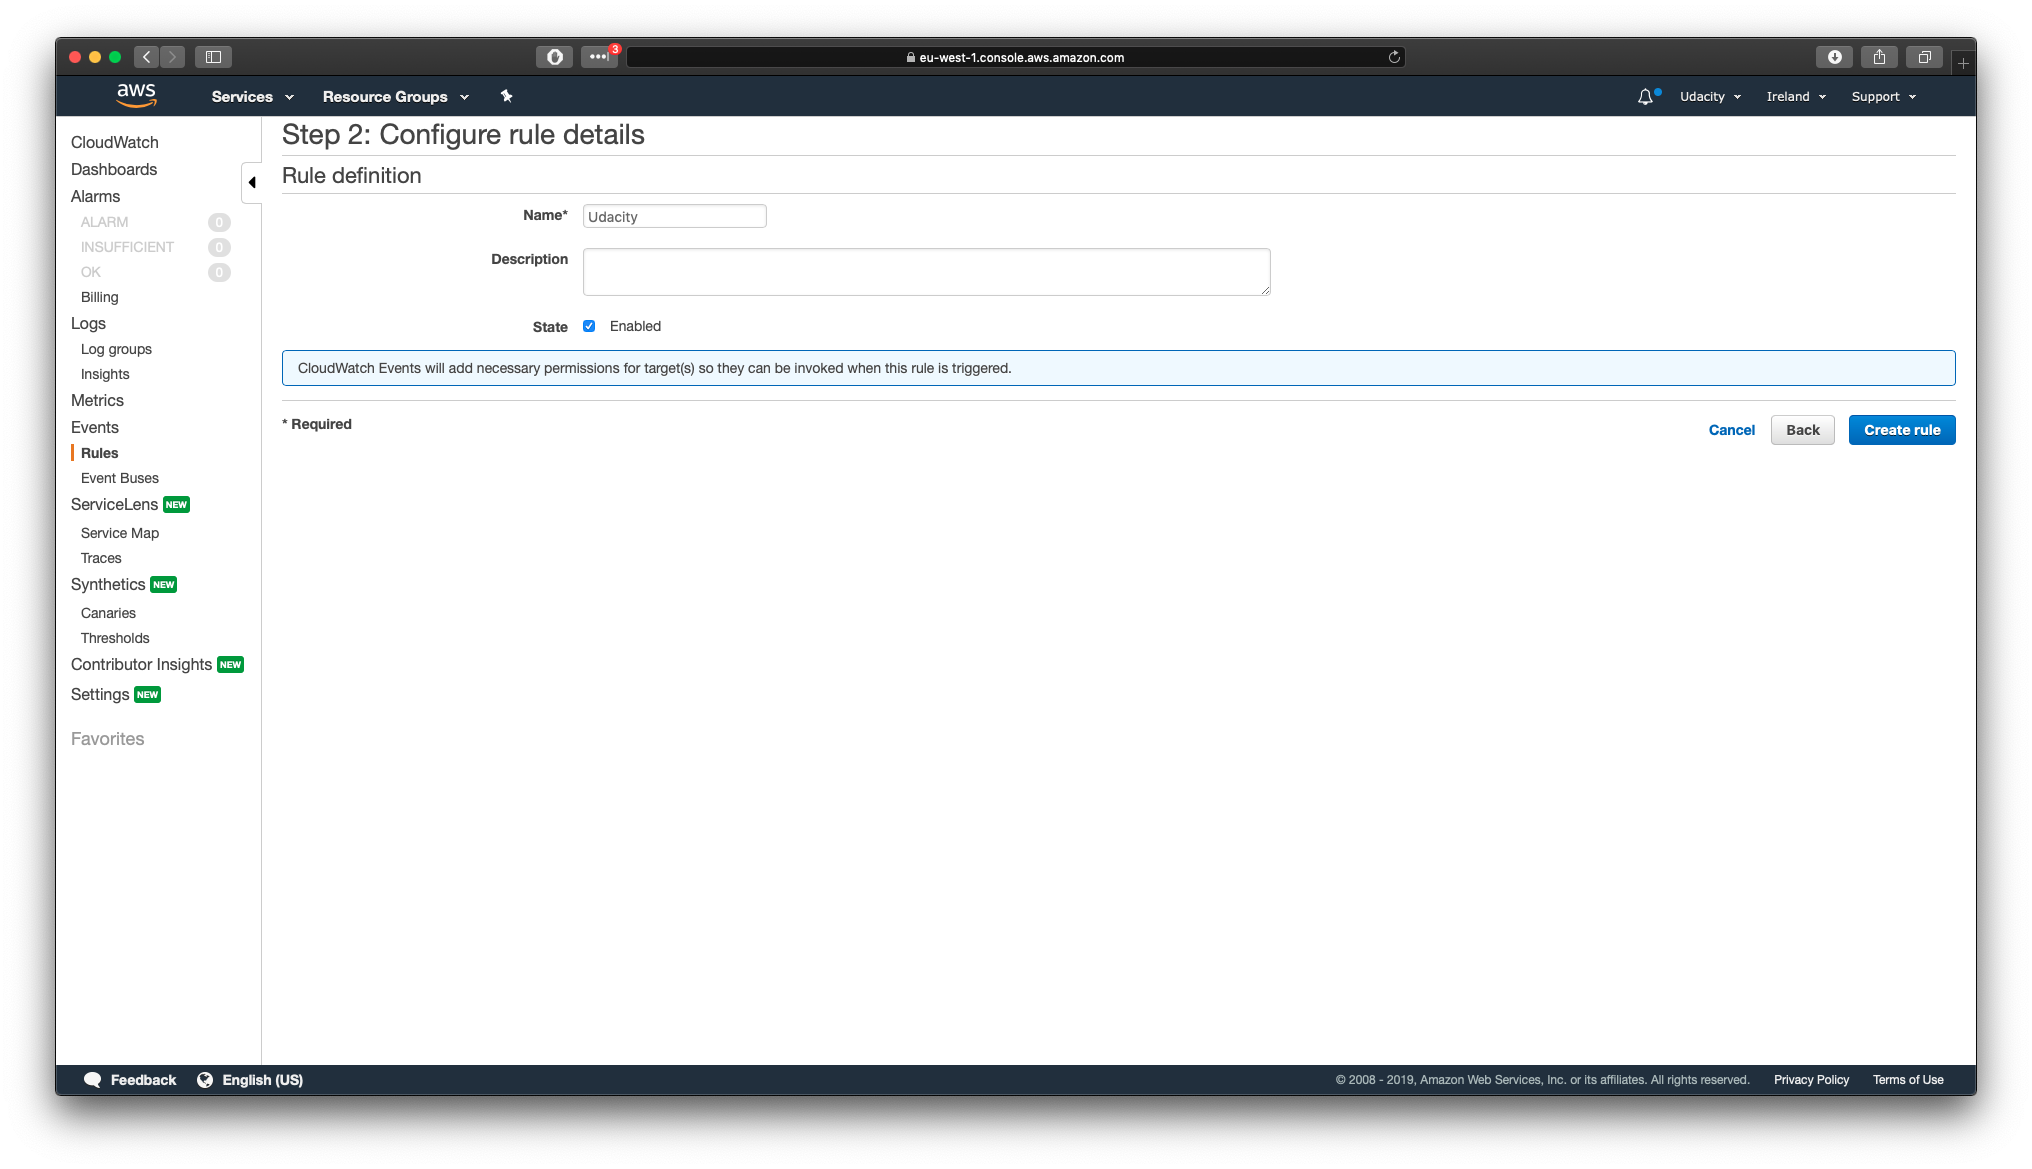 3
eu-west-1.console.aws.amazon.com
aws Services Resource Groups Udacity Ireland Support
CloudWatch
Dashboards
Alarms
ALARM 0
INSUFFICIENT 0
OK 0
Billing
Logs
Log groups
Insights
Metrics
Events
Rules
Event Buses
ServiceLens NEW
Service Map
Traces
Synthetics NEW
Canaries
Thresholds
Contributor Insights NEW
Settings NEW
Favorites
Step 2: Configure rule details
Rule definition
Name* Udacity
Description
State Enabled
CloudWatch Events will add necessary permissions for target(s) so they can be invoked when this rule is triggered.
* Required Cancel Back Create rule
Feedback English (US) © 2008 - 2019, Amazon Web Services, Inc. or its affiliates. All rights reserved. Privacy Policy Terms of Use